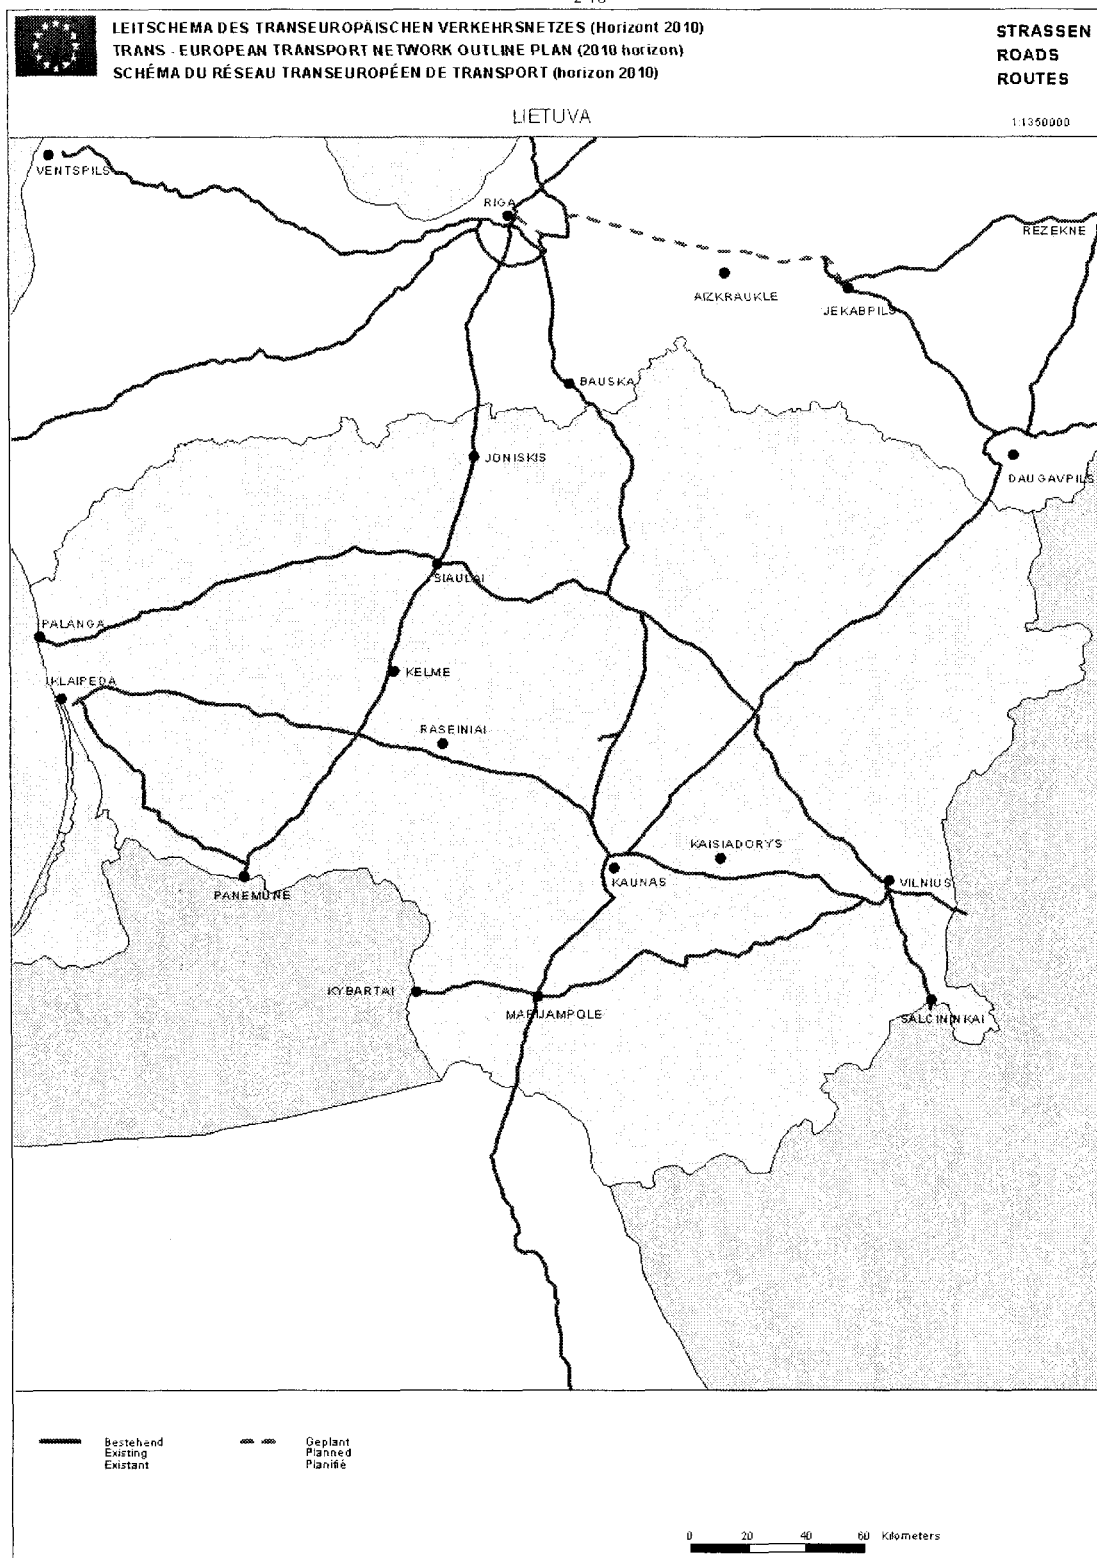 LEITSCHEMA DES TRANSEUROPÄISCHEN VERKEHRSNETZES (Horizont 2010)
TRANS - EUROPEAN TRANSPORT NETWORK OUTLINE PLAN (2010 horizon)
SCHÉMA DU RÉSEAU TRANSEUROPÉEN DE TRANSPORT (horizon 2010)
STRASSEN
ROADS
ROUTES
LIETUVA
1:1350000
VENTSPILS
RIGA
REZEKNE
AIZKRAUKLE
JEKABPILS
BAUSKA
JONISKIS
DAUGAVPILS
SIAULAI
PALANGA
KELME
KLAIPEDA
RASEINIAI
KAISIADORYS
KAUNAS
VILNIUS
PANEMUNE
KYBARTAI
MARIJAMPOLE
SALCININKAI
Bestehend
Existing
Existant
Geplant
Planned
Planifié
0 20 40 60 Kilometers